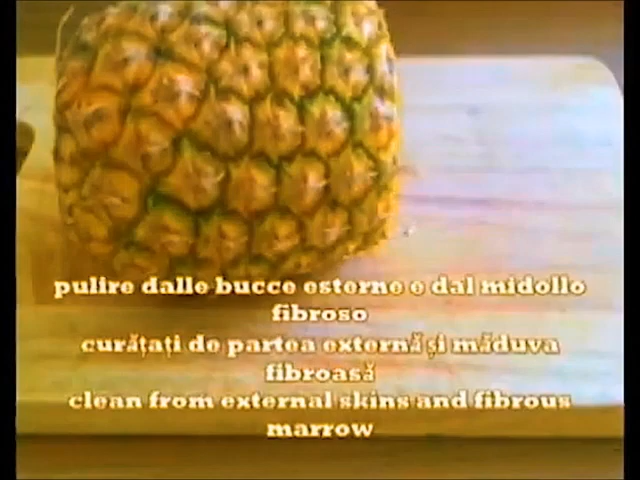 pulire dalle bucce esterne e dal midollo
fibroso
curățați de partea externă și măduva
fibroasă
clean from external skins and fibrous
marrow